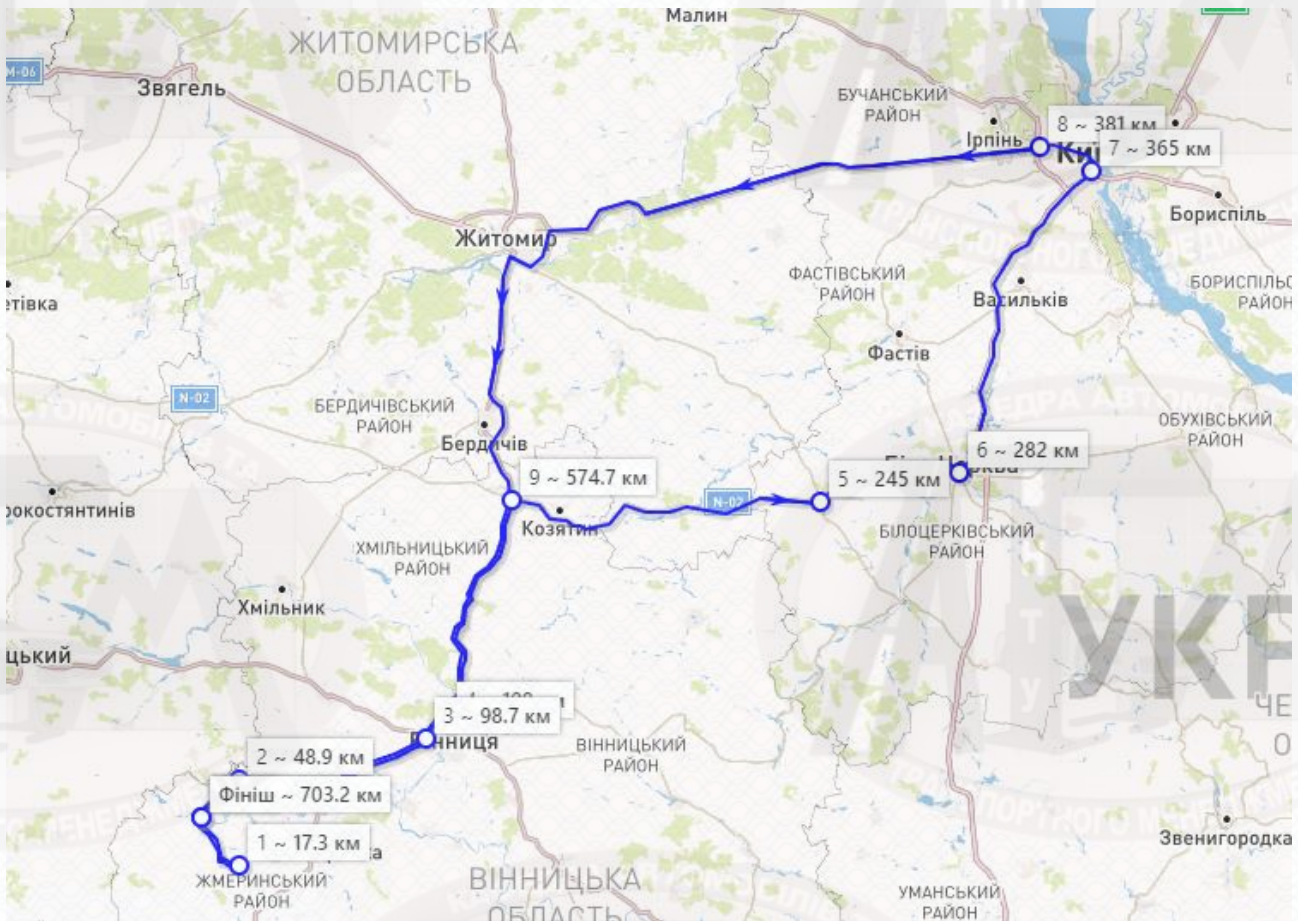 Малин
ЖИТОМИРСЬКА
ОБЛАСТЬ
M-06
Звягель
БУЧАНСЬКИЙ
РАЙОН
Ірпінь
8 ~ 381 км
7 ~ 365 км
Бориспіль
Житомир
ФАСТІВСЬКИЙ
РАЙОН
Васильків
РАЙОН
Фастів
N-02
БЕРДИЧІВСЬКИЙ
РАЙОН
Бердичів
ОБУХІВСЬКИЙ
РАЙОН
6 ~ 282 км
9 ~ 574.7 км
5 ~ 245 км
N-02
Козятин
БІЛОЦЕРКІВСЬКИЙ
РАЙОН
ХМІЛЬНИЦЬКИЙ
РАЙОН
Хмільник
3 ~ 98.7 км
Вінниця
ВІННИЦЬКИЙ
РАЙОН
2 ~ 48.9 км
Фініш ~ 703.2 км
1 ~ 17.3 км
ЖМЕРИНСЬКИЙ
РАЙОН
ВІННИЦЬКА
ОБЛАСТЬ
УМАНСЬКИЙ
РАЙОН
Звенигородка